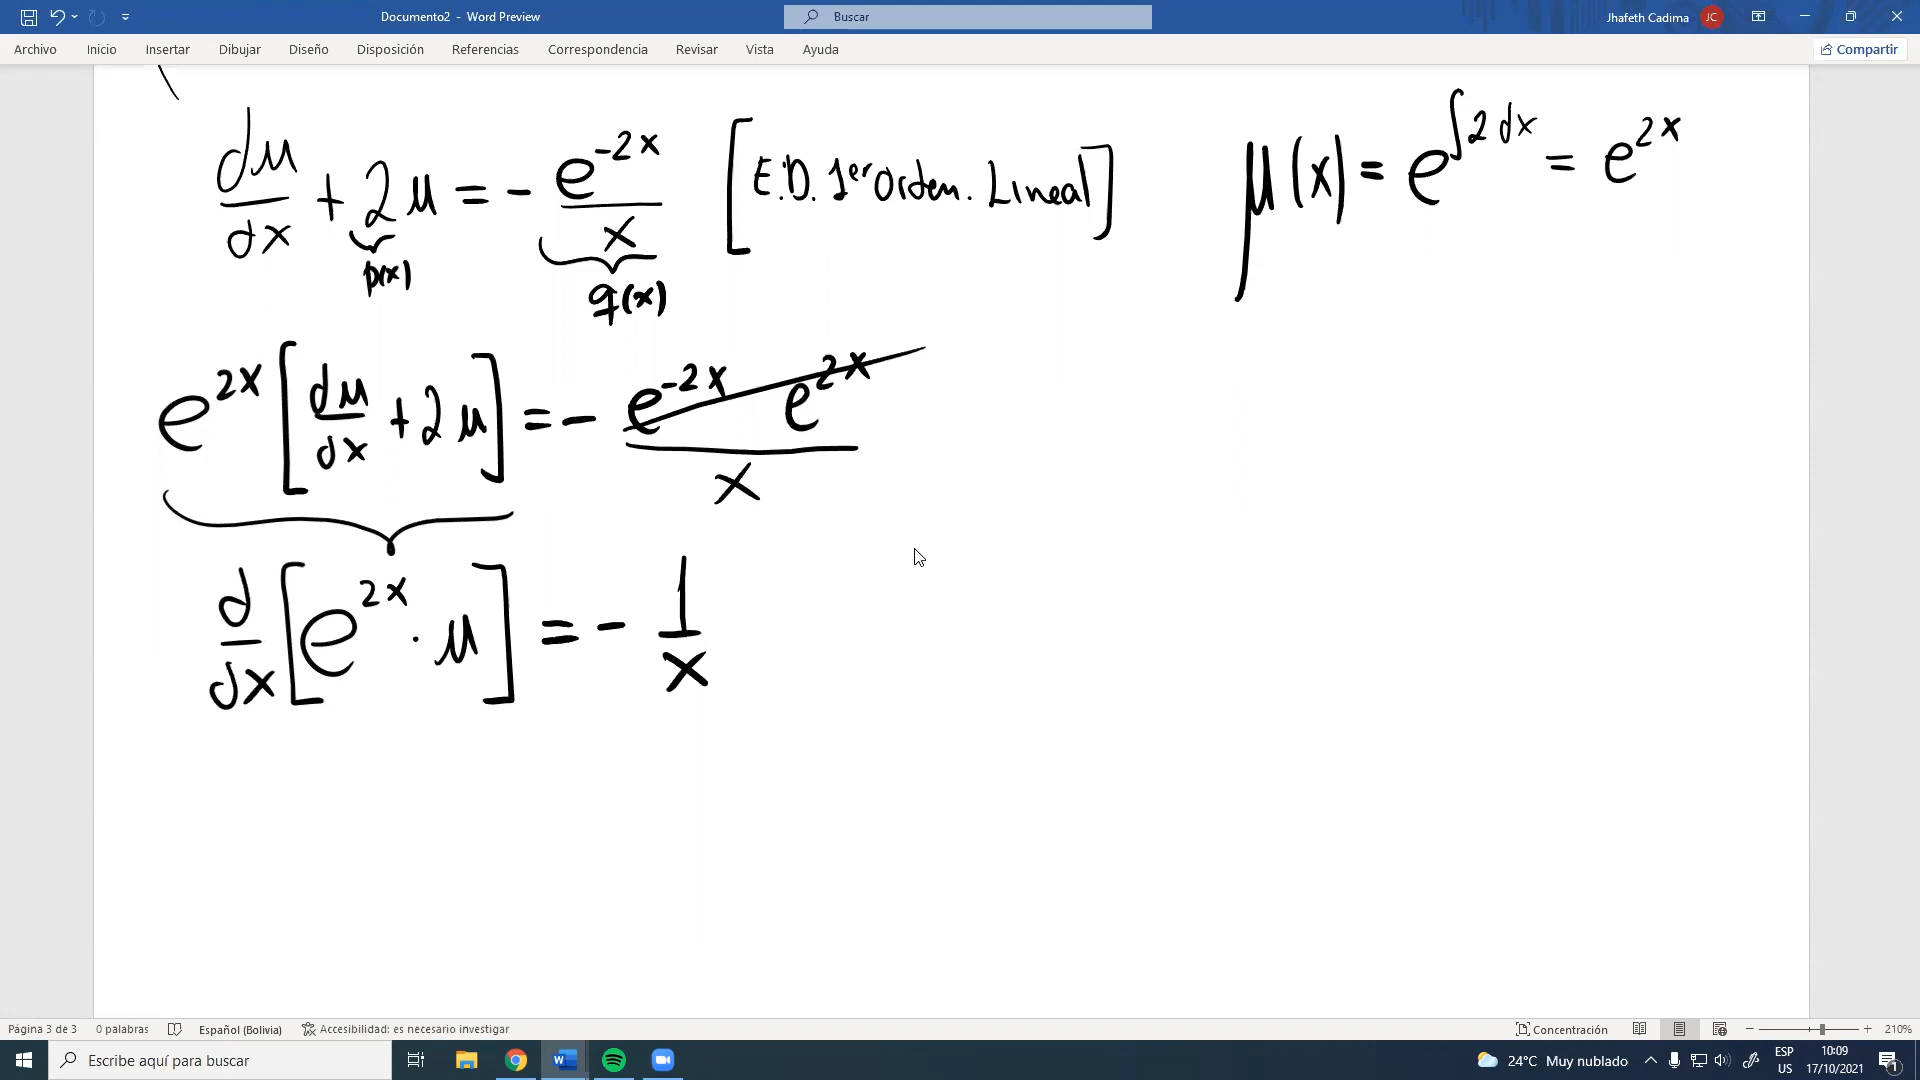 Documento2 - Word Preview
Buscar
Jhafeth Cadima JC
Archivo Inicio Insertar Dibujar Diseño Disposición Referencias Correspondencia Revisar Vista Ayuda Compartir
du/dx + 2u = - e^{-2x}/x [E.D. 1er Orden. Lineal] μ(x) = e^{∫2 dx} = e^{2x}
p(x)
q(x)
e^{2x} [du/dx + 2u] = - e^{-2x} e^{2x}/x
d/dx [e^{2x} · u] = - 1/x
Página 3 de 3 0 palabras Español (Bolivia) Accesibilidad: es necesario investigar Concentración 210%
Escribe aquí para buscar 24°C Muy nublado ESP 10:09
US 17/10/2021 1